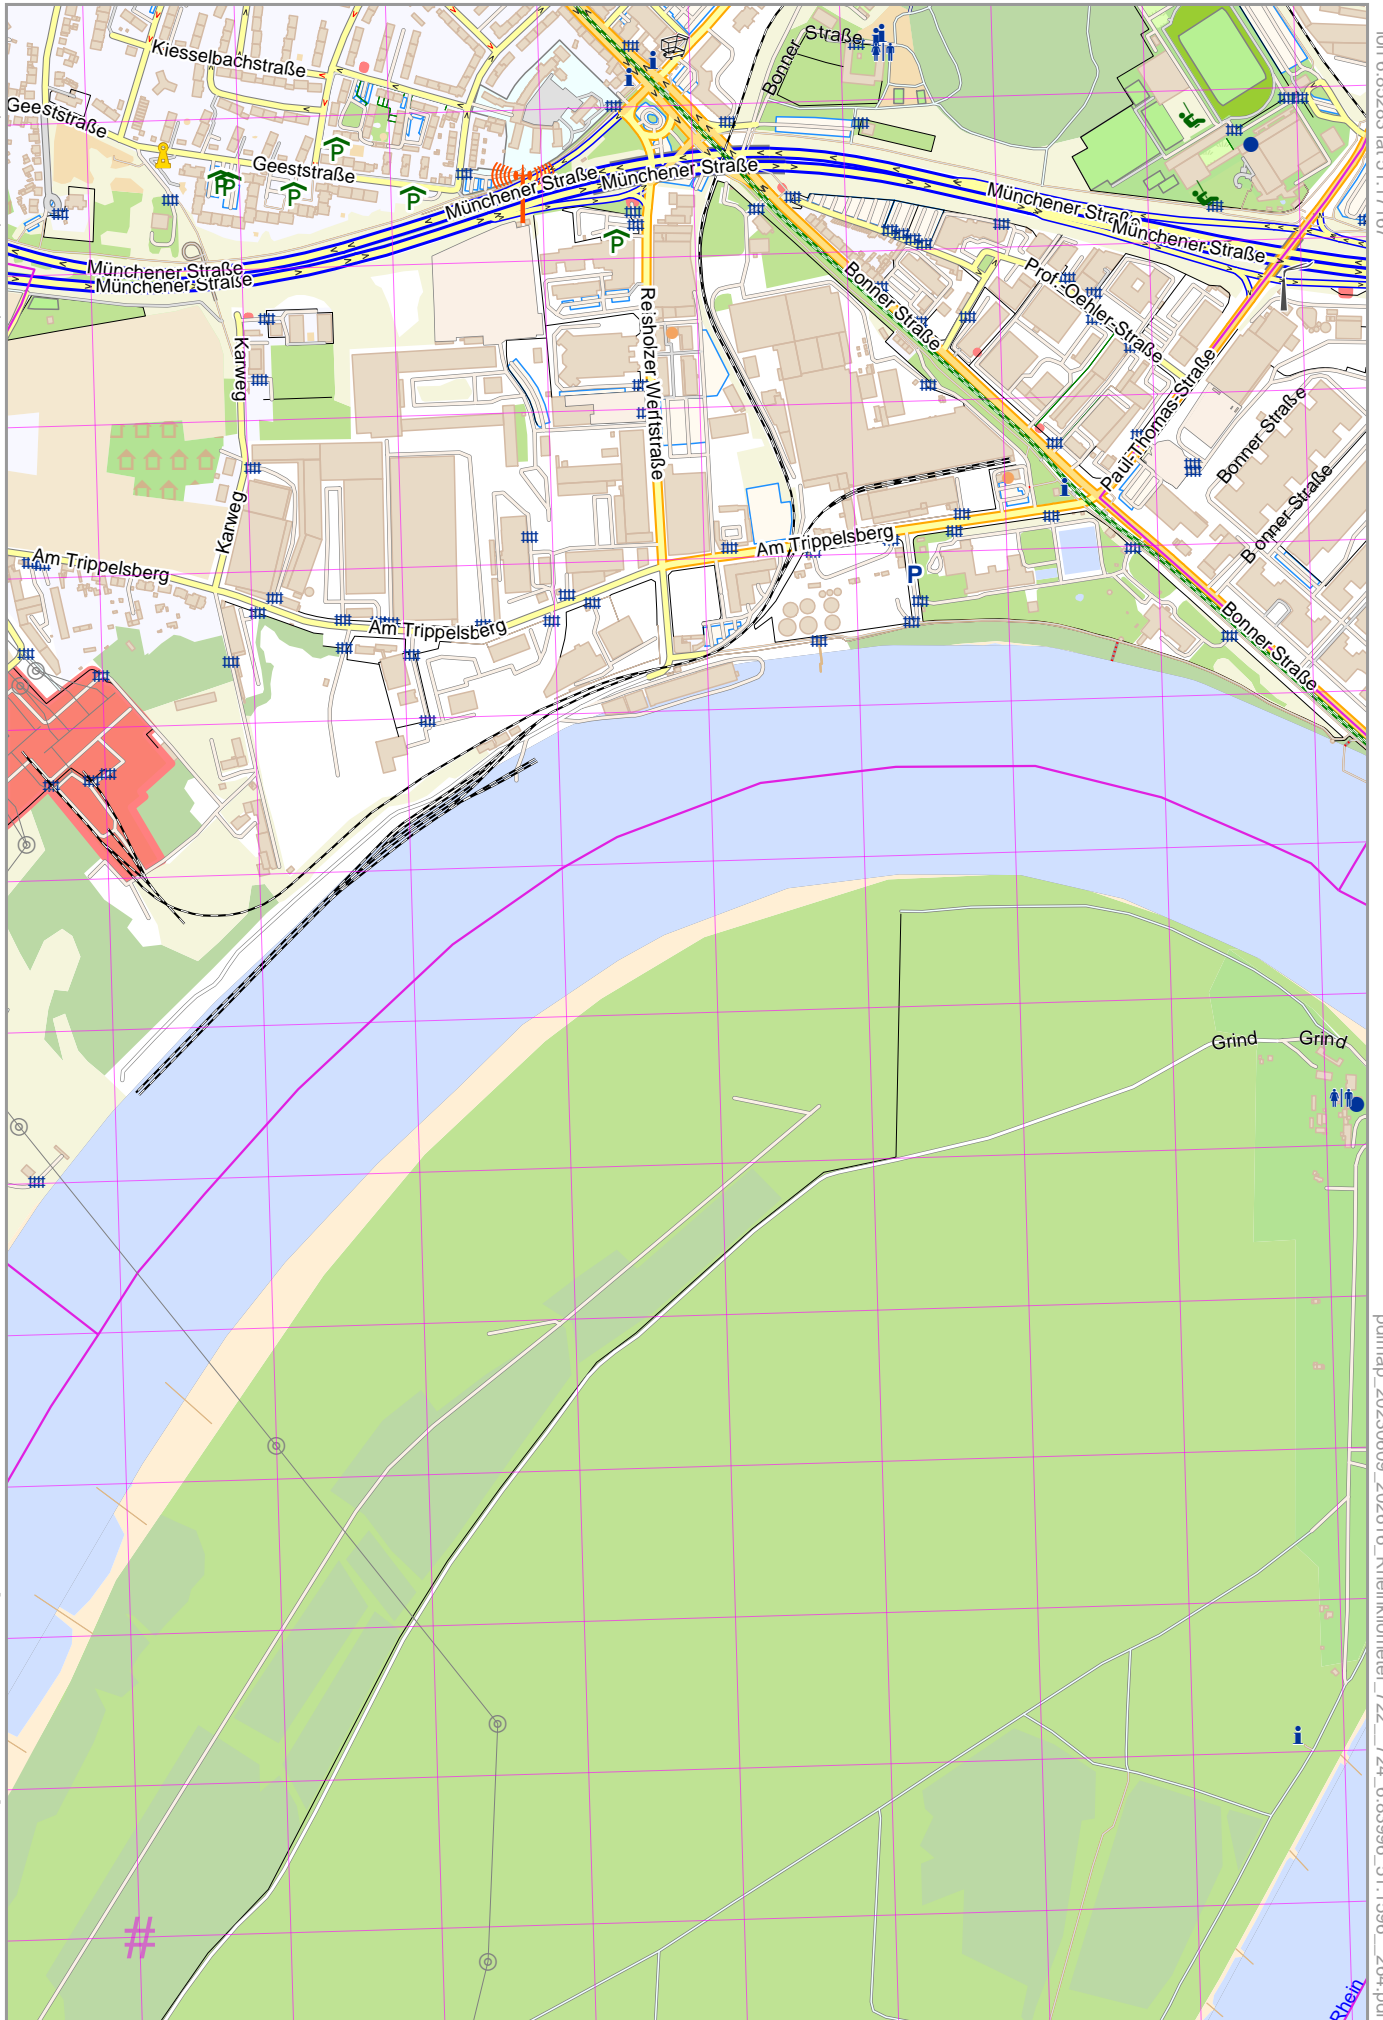 Straße
Bonner
Kiesselbachstraße
Geeststraße
Geeststraße
P
P
P
P
P
P
Münchener Straße
Münchener Straße
Münchener Straße
Münchener Straße
Münchener Straße
Münchener Straße
Bonner Straße
Prof.-Oehler-Straße
Reisholzer Werftstraße
Karweg
Paul-Thomas-Straße
Bonner Straße
Bonner Straße
Karweg
Am Trippelsberg
Am Trippelsberg
P
Am Trippelsberg
Bonner Straße
Grind
Grind
#
Rhein